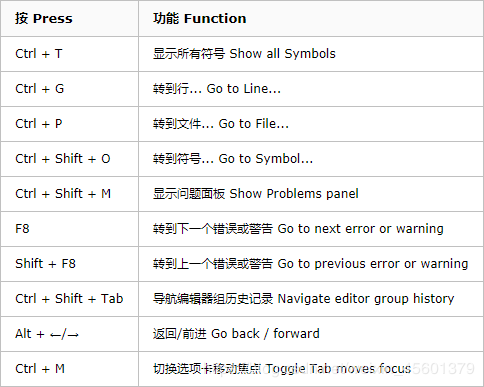 按 Press 功能 Function
Ctrl + T 显示所有符号 Show all Symbols
Ctrl + G 转到行... Go to Line...
Ctrl + P 转到文件... Go to File...
Ctrl + Shift + O 转到符号... Go to Symbol...
Ctrl + Shift + M 显示问题面板 Show Problems panel
F8 转到下一个错误或警告 Go to next error or warning
Shift + F8 转到上一个错误或警告 Go to previous error or warning
Ctrl + Shift + Tab 导航编辑器组历史记录 Navigate editor group history
Alt + ←/→ 返回/前进 Go back / forward
Ctrl + M 切换选项卡移动焦点 Toggle Tab moves focus